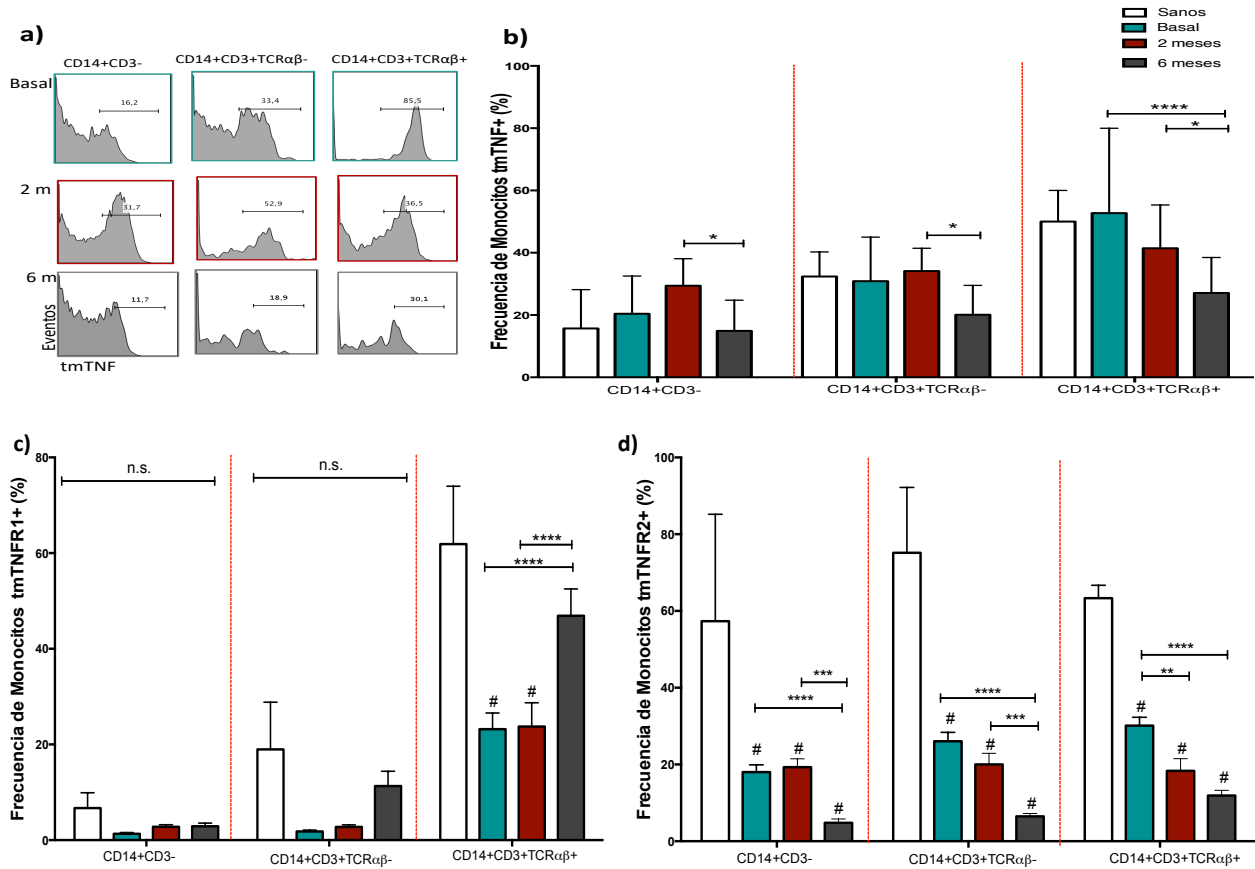 a)
CD14+CD3-
CD14+CD3+TCRαβ-
CD14+CD3+TCRαβ+
Basal
16,2
33,4
85,5
2 m
31,7
52,9
36,5
6 m
11,7
18,9
30,1
Eventos
tmTNF
b)
Sanos
Basal
2 meses
6 meses
Frecuencia de Monocitos tmTNF+ (%)
100
80
60
40
20
0
*
*
****
*
CD14+CD3-
CD14+CD3+TCRαβ-
CD14+CD3+TCRαβ+
c)
Frecuencia de Monocitos tmTNFR1+ (%)
80
60
40
20
0
n.s.
n.s.
****
****
# #
CD14+CD3-
CD14+CD3+TCRαβ-
CD14+CD3+TCRαβ+
d)
Frecuencia de Monocitos tmTNFR2+ (%)
100
80
60
40
20
0
***
****
# # #
****
***
# # #
****
**
# # #
CD14+CD3-
CD14+CD3+TCRαβ-
CD14+CD3+TCRαβ+